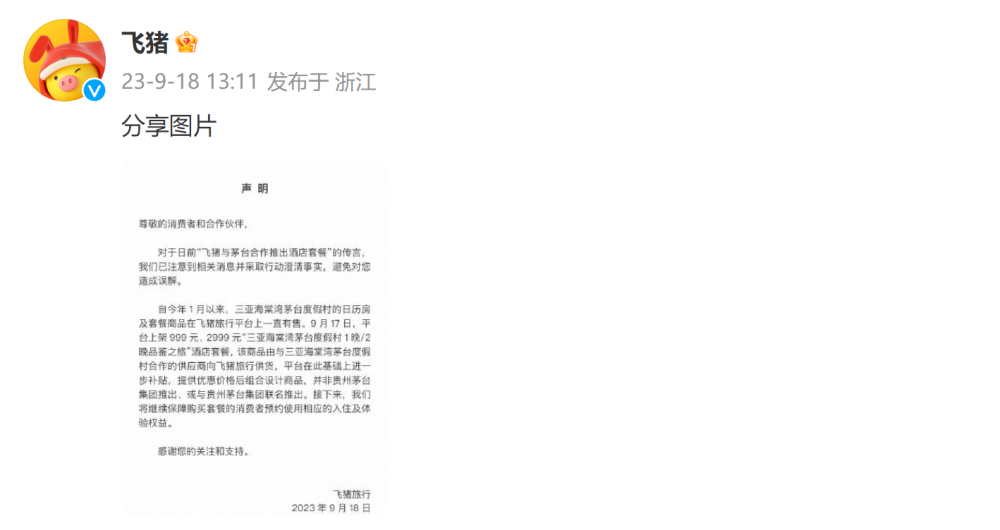 飞猪
23-9-18 13:11 发布于 浙江
分享图片
声 明
尊敬的消费者和合作伙伴，
对于日前“飞猪与茅台合作推出酒店套餐”的传言，
我们已注意到相关消息并采取行动澄清事实，避免对您
造成误解。
自今年 1 月以来，三亚海棠湾茅台度假村的日历房
及套餐商品在飞猪旅行平台上一直有售。9 月 17 日，平
台上架 999 元、2999 元“三亚海棠湾茅台度假村 1 晚/2
晚品鉴之旅”酒店套餐，该商品由与三亚海棠湾茅台度假
村合作的供应商向飞猪旅行供货，平台在此基础上进一
步补贴，提供优惠价格后组合设计商品，并非贵州茅台
集团推出、或与贵州茅台集团联名推出。接下来，我们
将继续保障购买套餐的消费者预约使用相应的入住及体
验权益。
感谢您的关注和支持。
飞猪旅行
2023 年 9 月 18 日